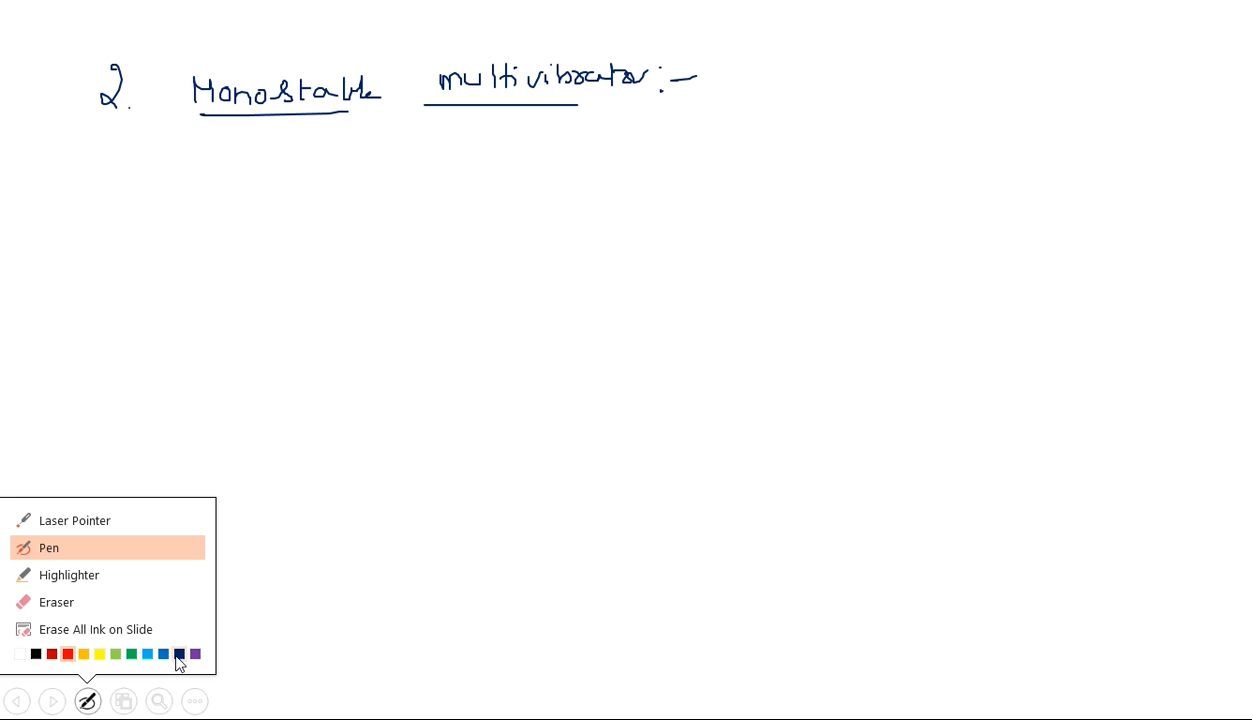 2. Monostable multivibrator :-
Laser Pointer
Pen
Highlighter
Eraser
Erase All Ink on Slide